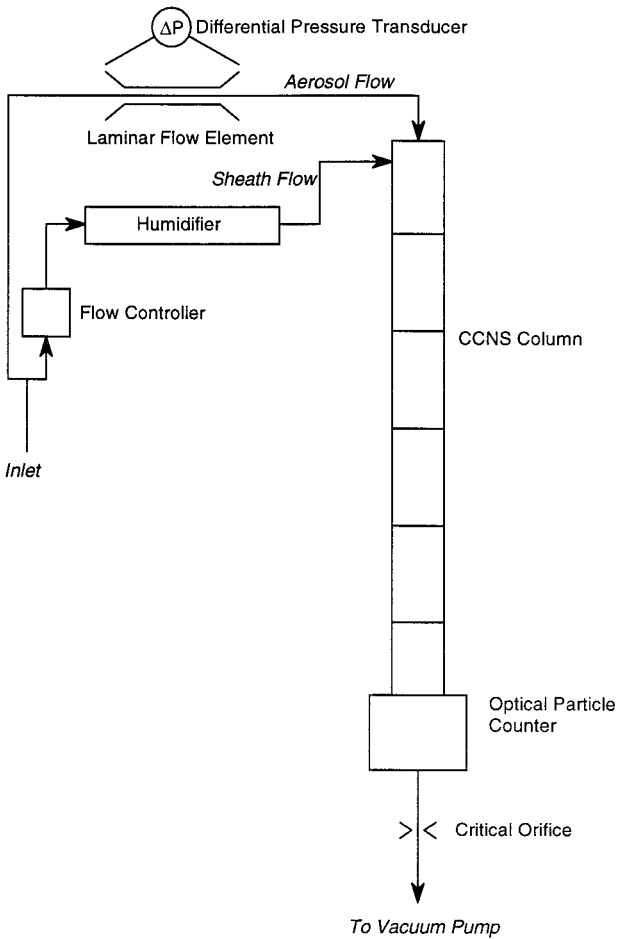 ΔP
Differential Pressure Transducer
Aerosol Flow
Laminar Flow Element
Sheath Flow
Humidifier
Flow Controller
CCNS Column
Inlet
Optical Particle
Counter
Critical Orifice
To Vacuum Pump